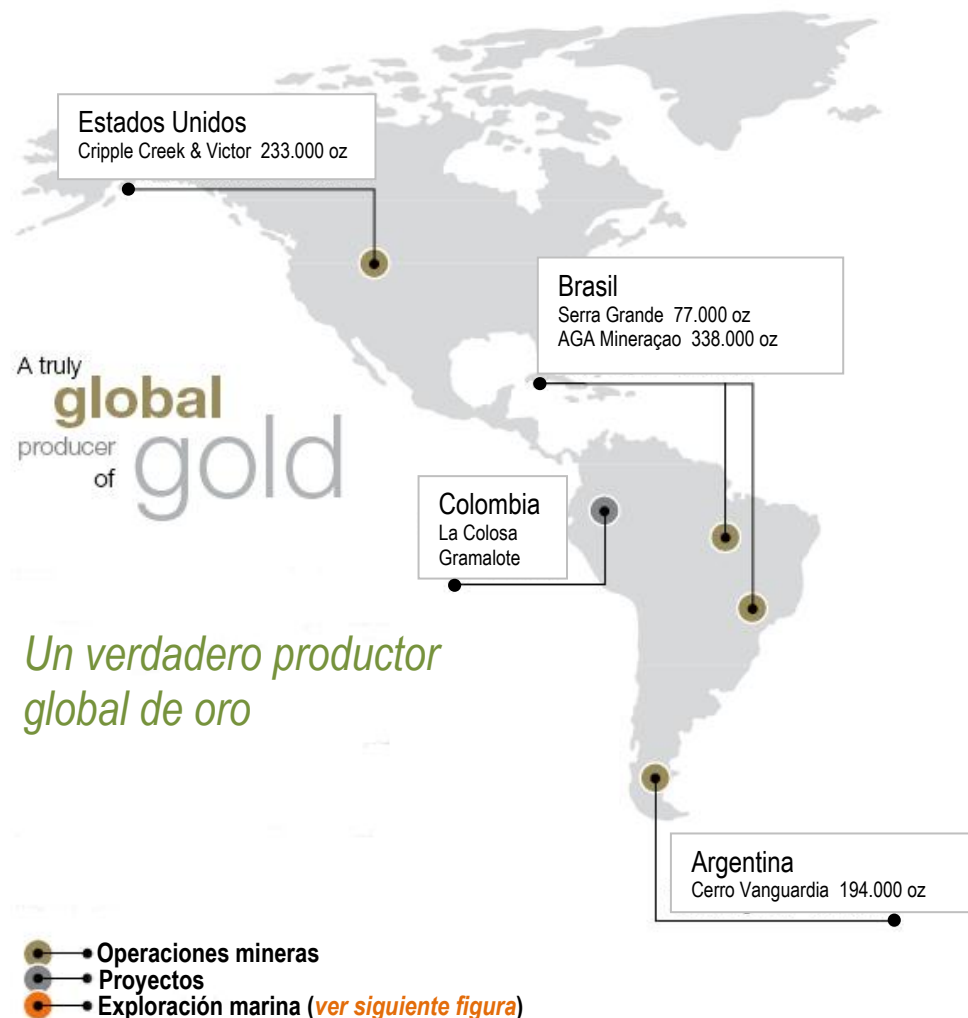 Estados Unidos
Cripple Creek & Victor 233.000 oz
Brasil
Serra Grande 77.000 oz
AGA Mineraçao 338.000 oz
A truly
global
producer
of gold
Colombia
La Colosa
Gramalote
Un verdadero productor
global de oro
Argentina
Cerro Vanguardia 194.000 oz
Operaciones mineras
Proyectos
Exploración marina (ver siguiente figura)